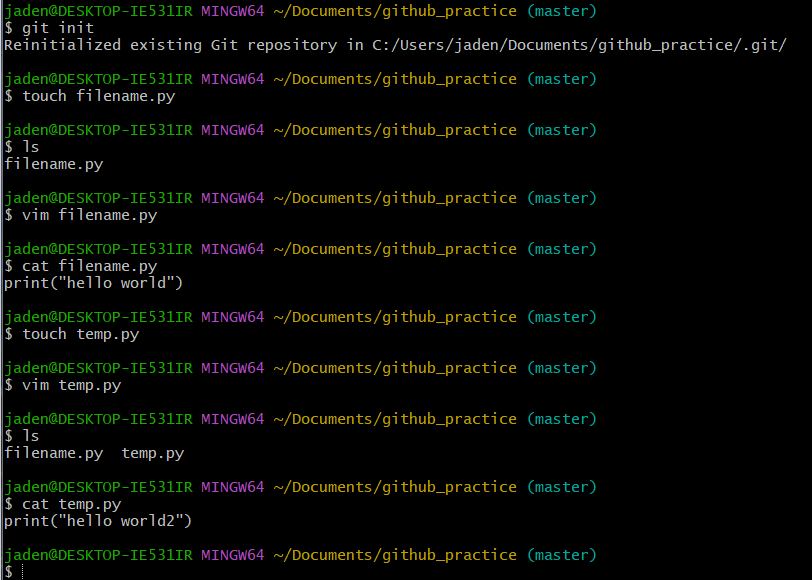 jaden@DESKTOP-IE531IR MINGW64 ~/Documents/github_practice (master)
$ git init
Reinitialized existing Git repository in C:/Users/jaden/Documents/github_practice/.git/
jaden@DESKTOP-IE531IR MINGW64 ~/Documents/github_practice (master)
$ touch filename.py
jaden@DESKTOP-IE531IR MINGW64 ~/Documents/github_practice (master)
$ ls
filename.py
jaden@DESKTOP-IE531IR MINGW64 ~/Documents/github_practice (master)
$ vim filename.py
jaden@DESKTOP-IE531IR MINGW64 ~/Documents/github_practice (master)
$ cat filename.py
print("hello world")
jaden@DESKTOP-IE531IR MINGW64 ~/Documents/github_practice (master)
$ touch temp.py
jaden@DESKTOP-IE531IR MINGW64 ~/Documents/github_practice (master)
$ vim temp.py
jaden@DESKTOP-IE531IR MINGW64 ~/Documents/github_practice (master)
$ ls
filename.py  temp.py
jaden@DESKTOP-IE531IR MINGW64 ~/Documents/github_practice (master)
$ cat temp.py
print("hello world2")
jaden@DESKTOP-IE531IR MINGW64 ~/Documents/github_practice (master)
$